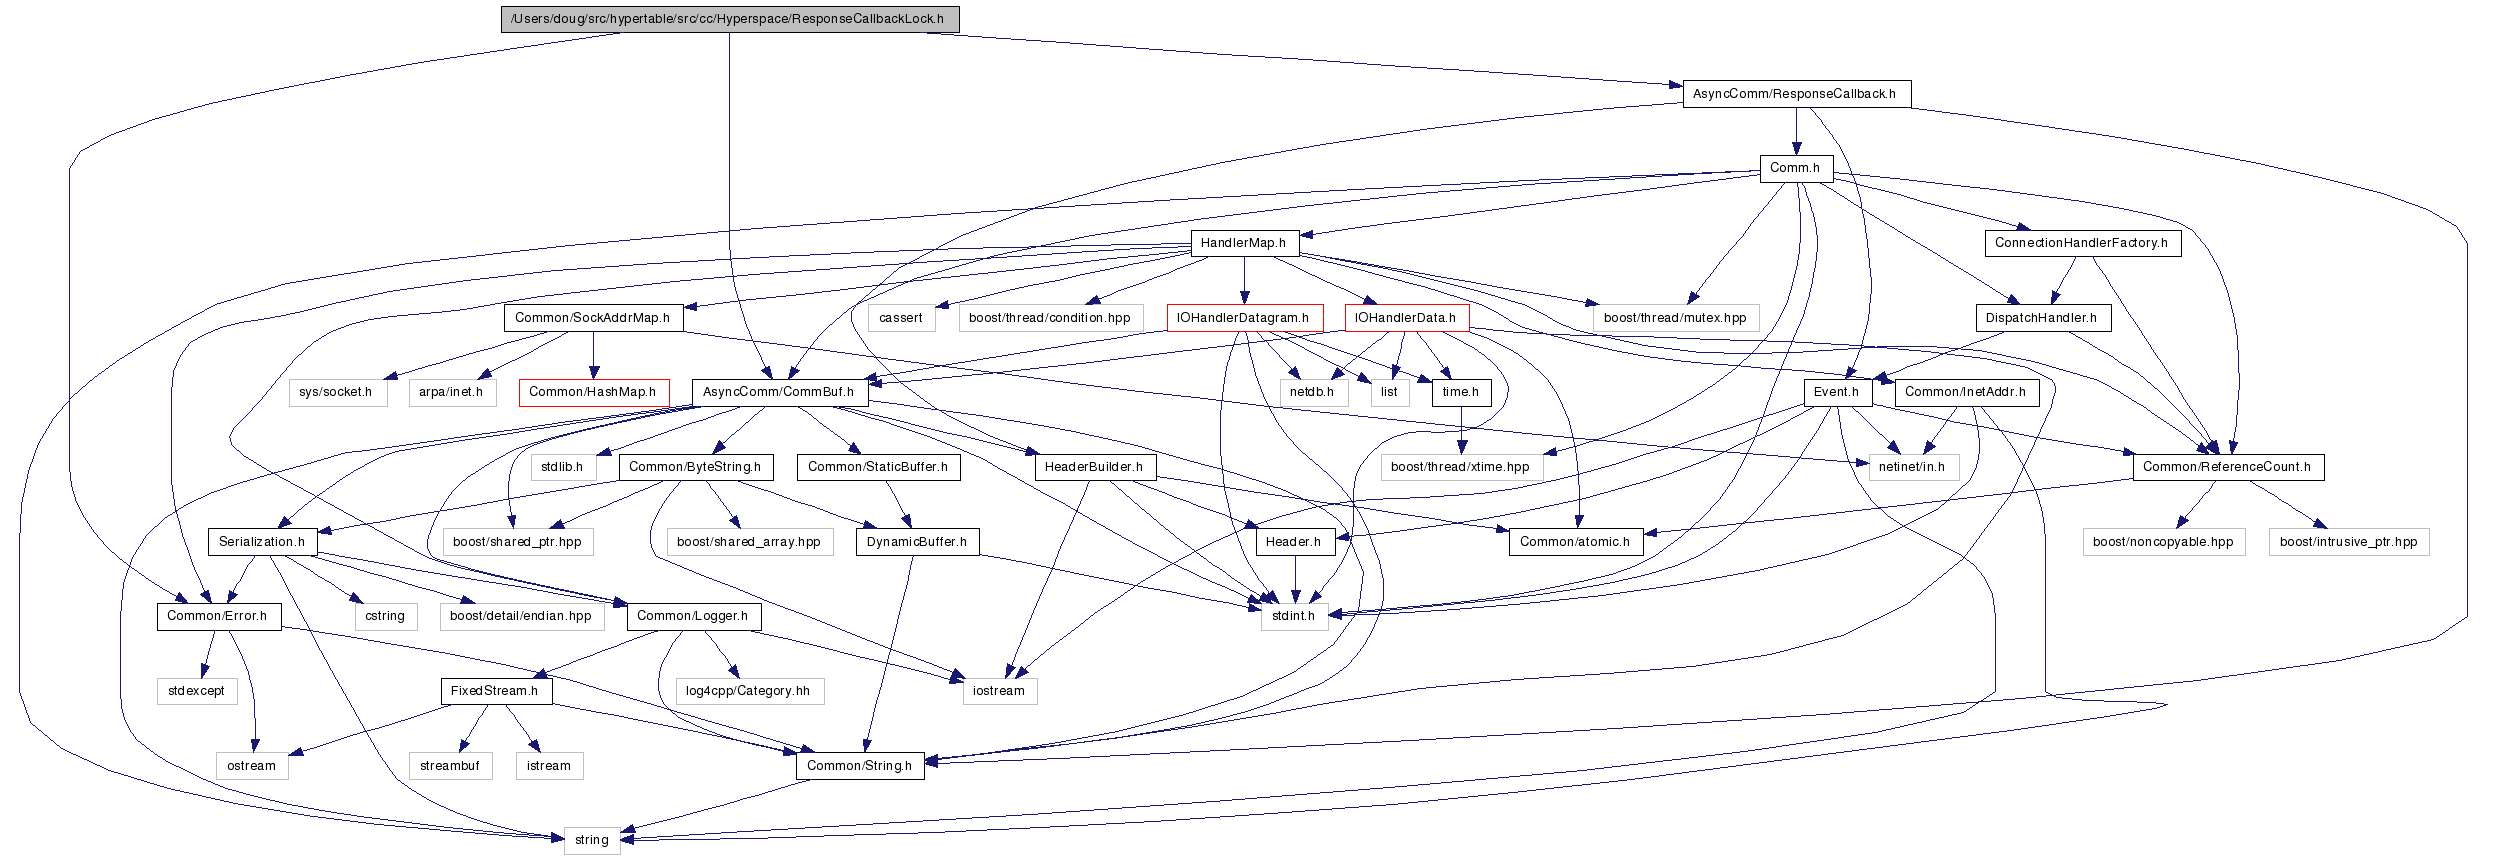 /Users/doug/src/hypertable/src/cc/Hyperspace/ResponseCallbackLock.h
AsyncComm/ResponseCallback.h
Comm.h
HandlerMap.h
ConnectionHandlerFactory.h
Common/SockAddrMap.h
cassert
boost/thread/condition.hpp
IOHandlerDatagram.h
IOHandlerData.h
boost/thread/mutex.hpp
DispatchHandler.h
sys/socket.h
arpa/inet.h
Common/HashMap.h
AsyncComm/CommBuf.h
netdb.h
list
time.h
Event.h
Common/InetAddr.h
stdlib.h
Common/ByteString.h
Common/StaticBuffer.h
HeaderBuilder.h
boost/thread/xtime.hpp
netinet/in.h
Common/ReferenceCount.h
Serialization.h
boost/shared_ptr.hpp
boost/shared_array.hpp
DynamicBuffer.h
Header.h
Common/atomic.h
boost/noncopyable.hpp
boost/intrusive_ptr.hpp
Common/Error.h
cstring
boost/detail/endian.hpp
Common/Logger.h
stdint.h
stdexcept
FixedStream.h
log4cpp/Category.hh
iostream
ostream
streambuf
istream
Common/String.h
string